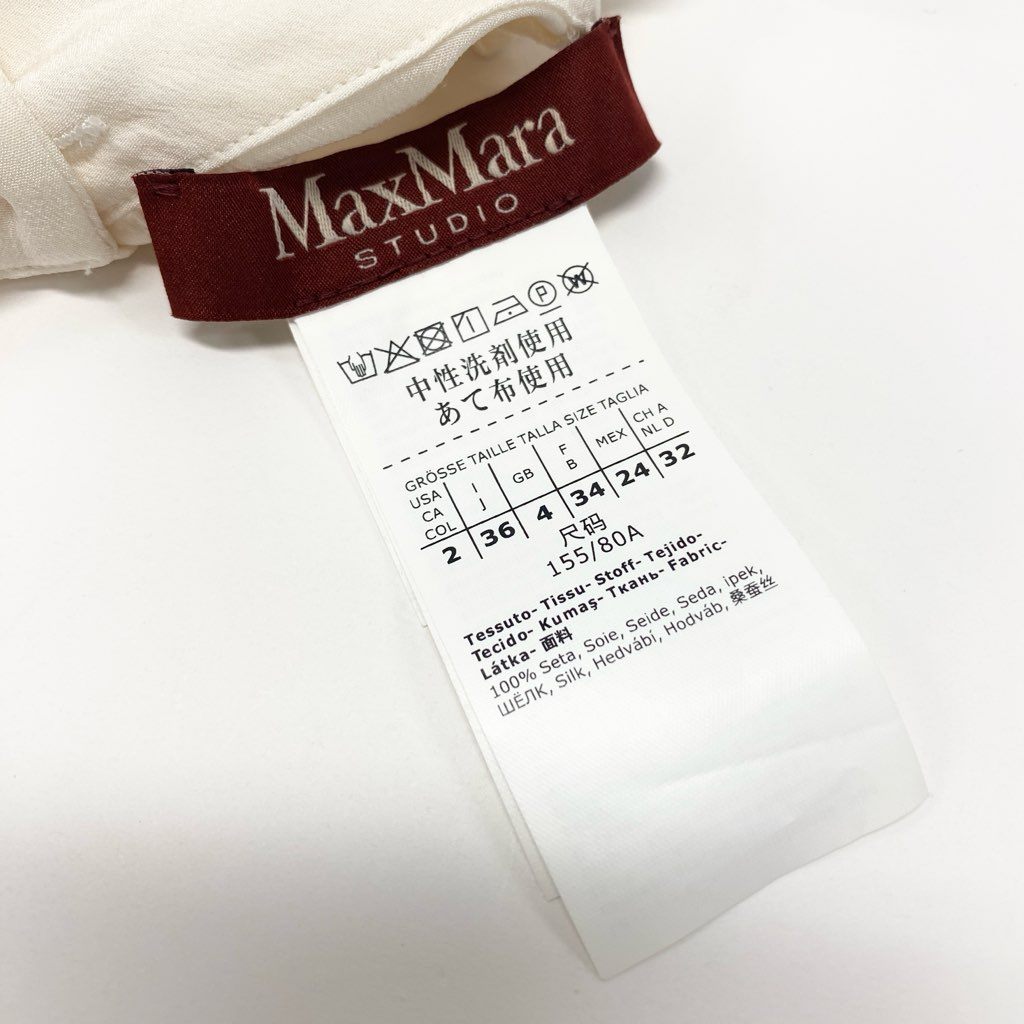 MaxMara
STUDIO
P W
中性洗剤使用
あて布使用
GRÖSSE TAILLE TALLA SIZE TAGLIA
USA CA COL I J GB F B MEX CH A NL D
2 36 4 34 24 32
尺码
155/80A
Tessuto- Tissu- Stoff- Tejido-
Tecido- Kumaş- Ткань- Fabric-
Látka- 面料
100% Seta, Soie, Seide, Seda, ipek,
ШЁЛК, Silk, Hedvábí, Hodváb, 桑蚕丝